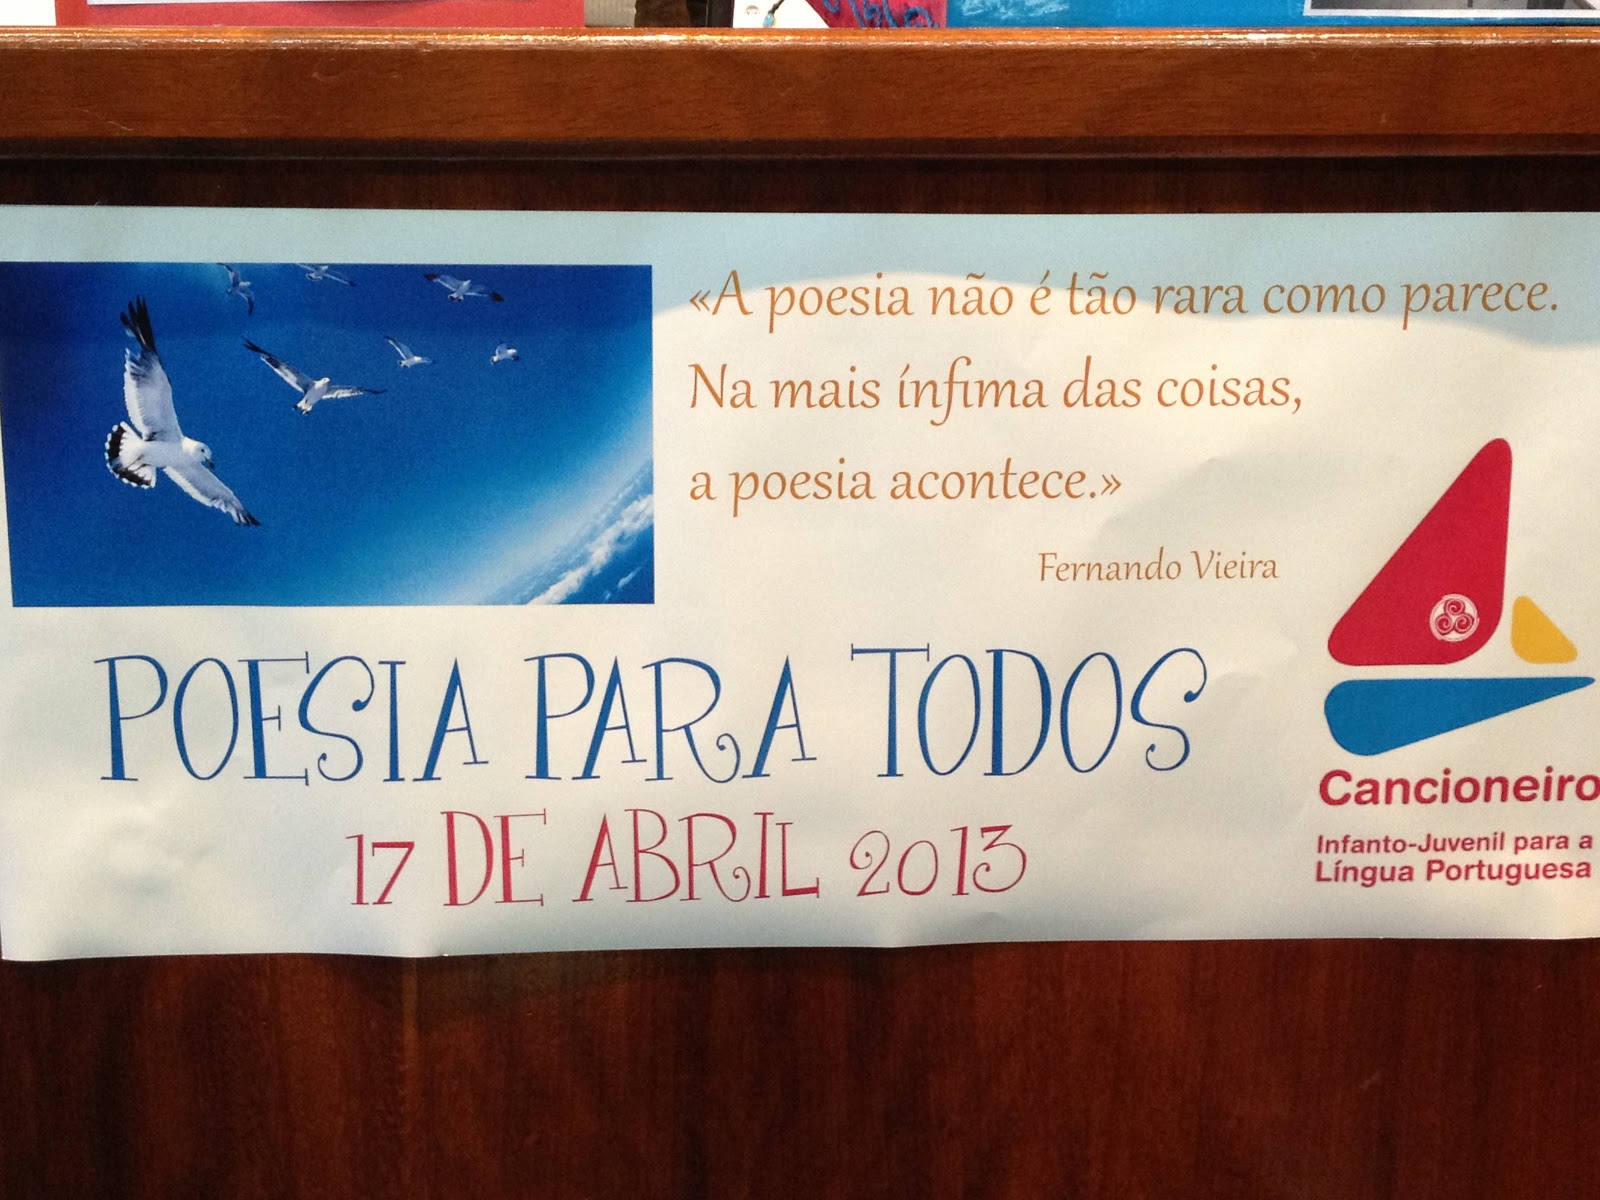 «A poesia não é tão rara como parece.
Na mais ínfima das coisas,
a poesia acontece.»
Fernando Vieira
POESIA PARA TODOS
17 DE ABRIL 2013
Cancioneiro
Infanto-Juvenil para a
Língua Portuguesa